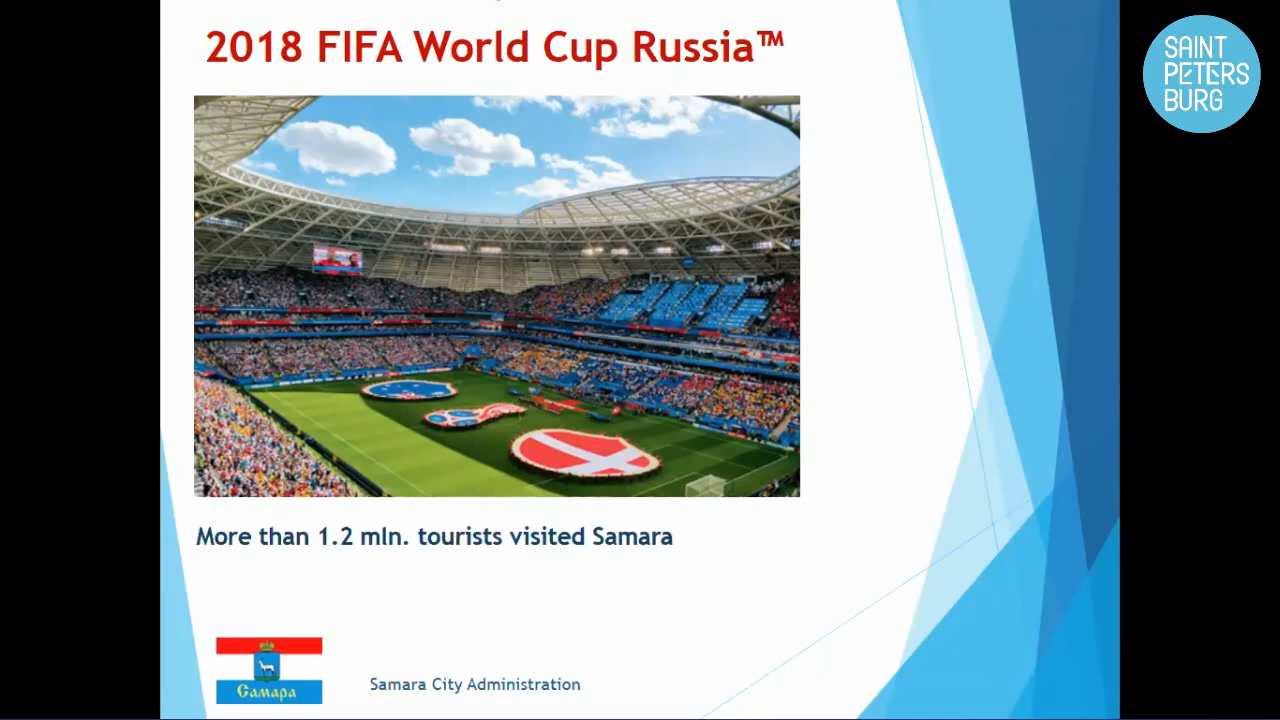 2018 FIFA World Cup Russia™
SAINT
PETERS
BURG
More than 1.2 mln. tourists visited Samara
Самара
Samara City Administration